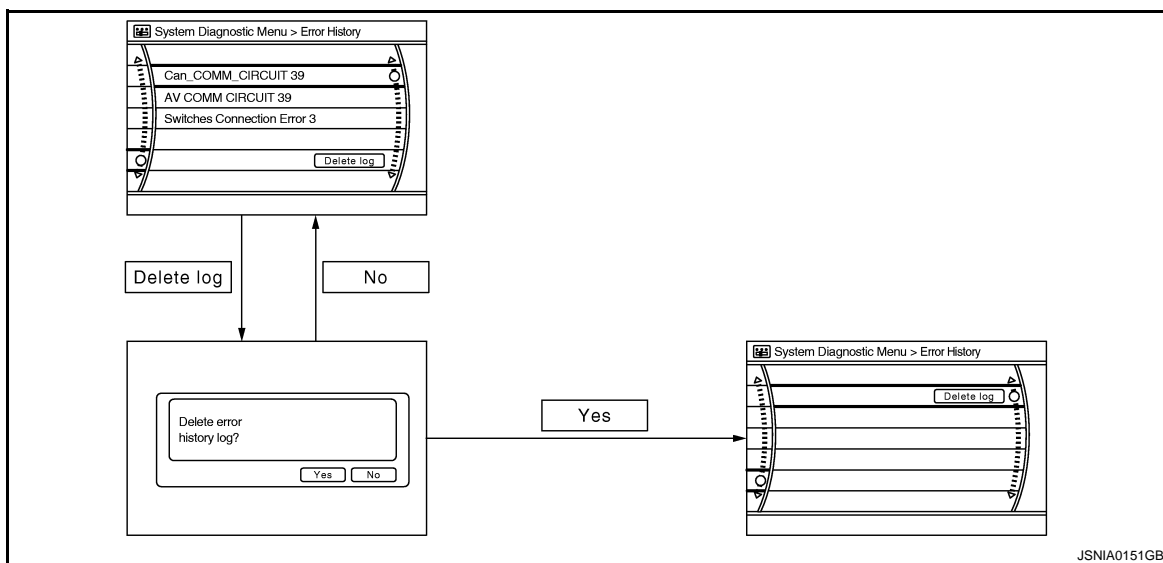 System Diagnostic Menu > Error History
Can_COMM_CIRCUIT 39
AV COMM CIRCUIT 39
Switches Connection Error 3
Delete log
Delete log
No
Delete error
history log?
Yes
No
Yes
System Diagnostic Menu > Error History
Delete log
JSNIA0151GB